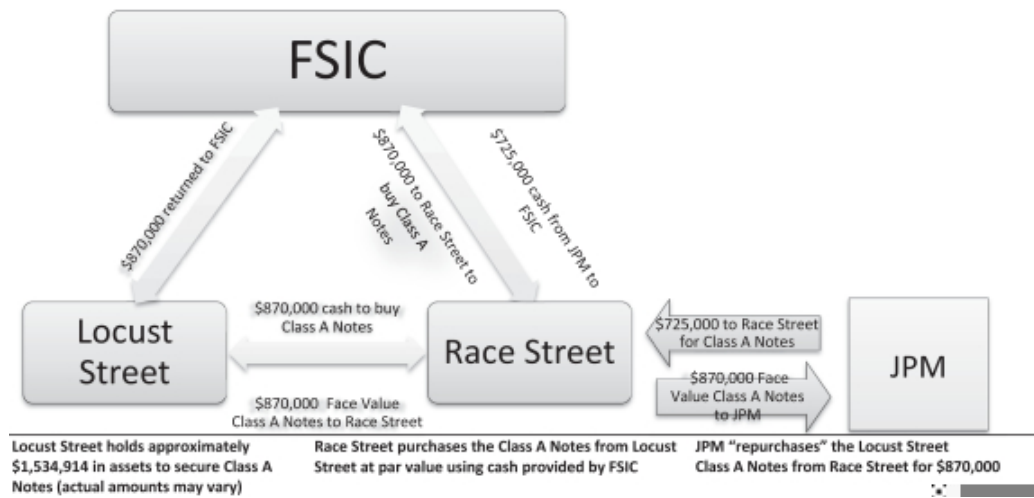 FSIC
$870,000 returned to FSIC
$870,000 to Race Street to
buy Class A
Notes
$725,000 cash from JPM to
FSIC
Locust
Street
$870,000 cash to buy
Class A Notes
$870,000 Face Value
Class A Notes to Race Street
Race Street
$725,000 to Race Street
for Class A Notes
$870,000 Face
Value Class A Notes
to JPM
JPM
Locust Street holds approximately
$1,534,914 in assets to secure Class A
Notes (actual amounts may vary)
Race Street purchases the Class A Notes from Locust
Street at par value using cash provided by FSIC
JPM “repurchases” the Locust Street
Class A Notes from Race Street for $870,000